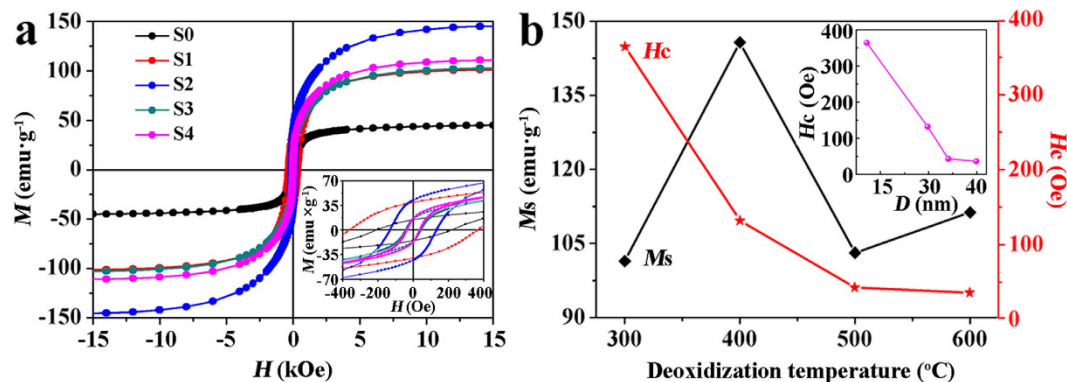 a
150
100
50
0
-50
-100
-150
M (emu·g⁻¹)
S0
S1
S2
S3
S4
-15 -10 -5 0 5 10 15
H (kOe)
70
35
0
-35
-70
M (emu ×g⁻¹)
-400 -200 0 200 400
H (Oe)
b
150
135
120
105
90
Ms (emu·g⁻¹)
Hc
Ms
300 400 500 600
Deoxidization temperature (°C)
400
300
200
100
0
Hc (Oe)
400
300
200
100
0
Hc (Oe)
15 30 40
D (nm)